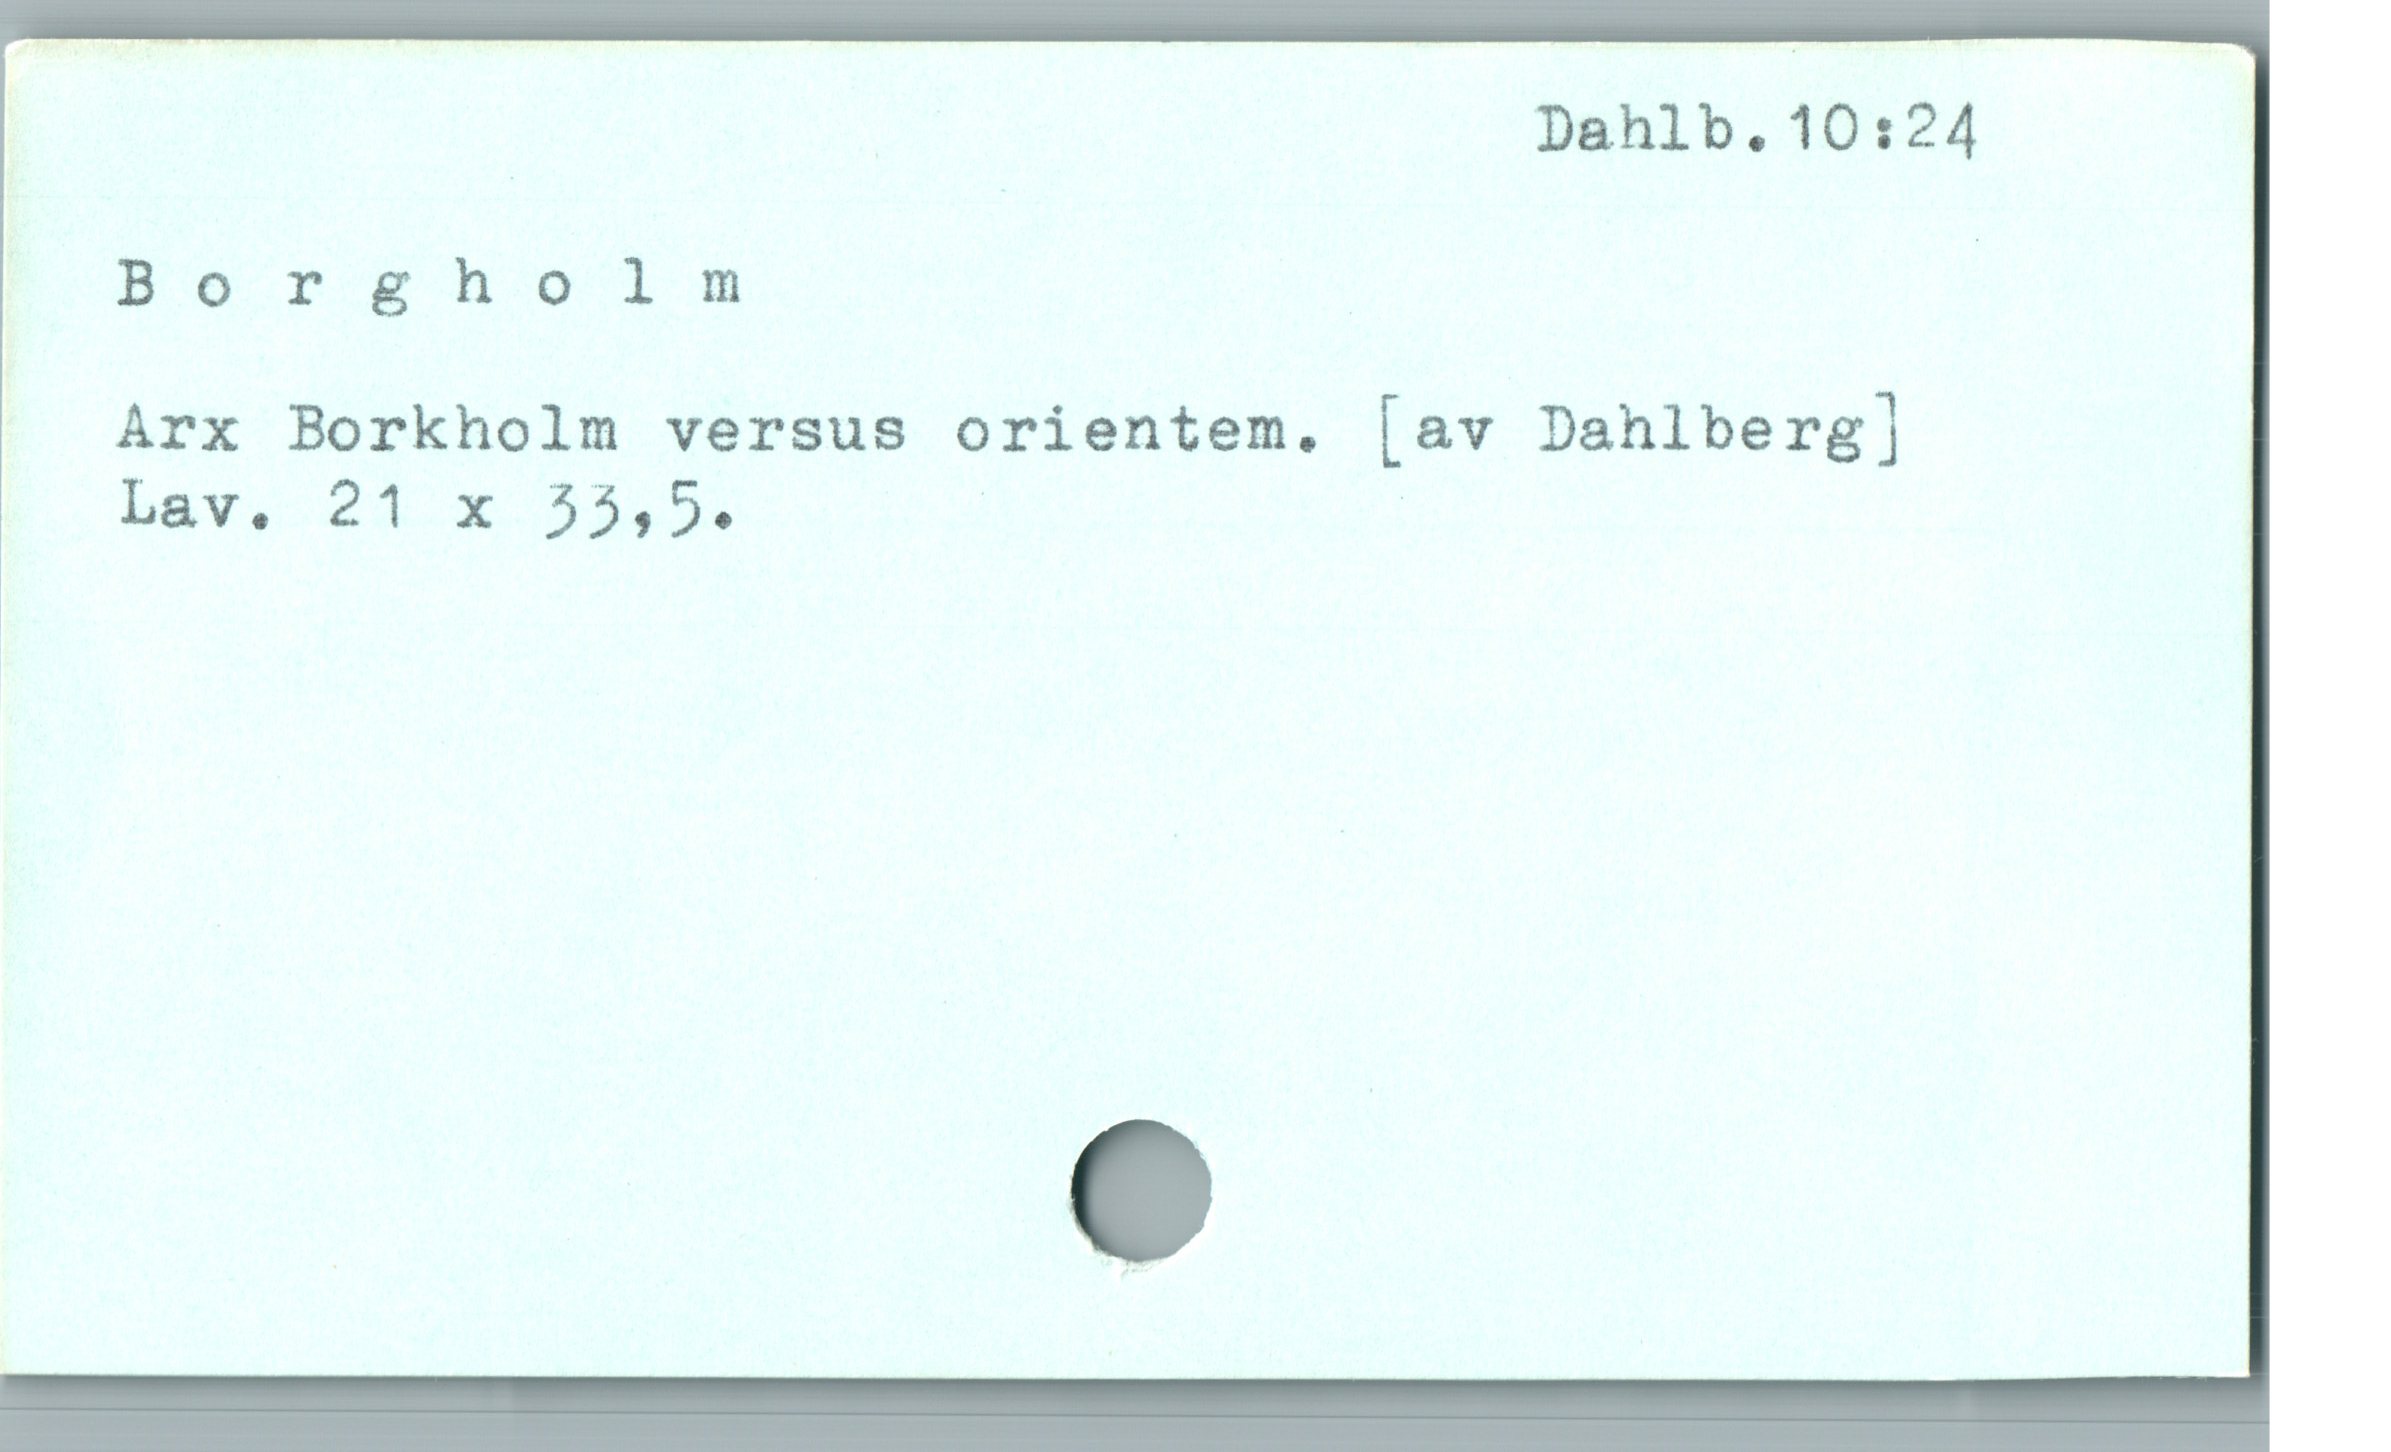 Dahlb.10:24
B o r g h o l m
Arx Borkholm versus orientem. [av Dahlberg]
Lav. 21 x 33,5.